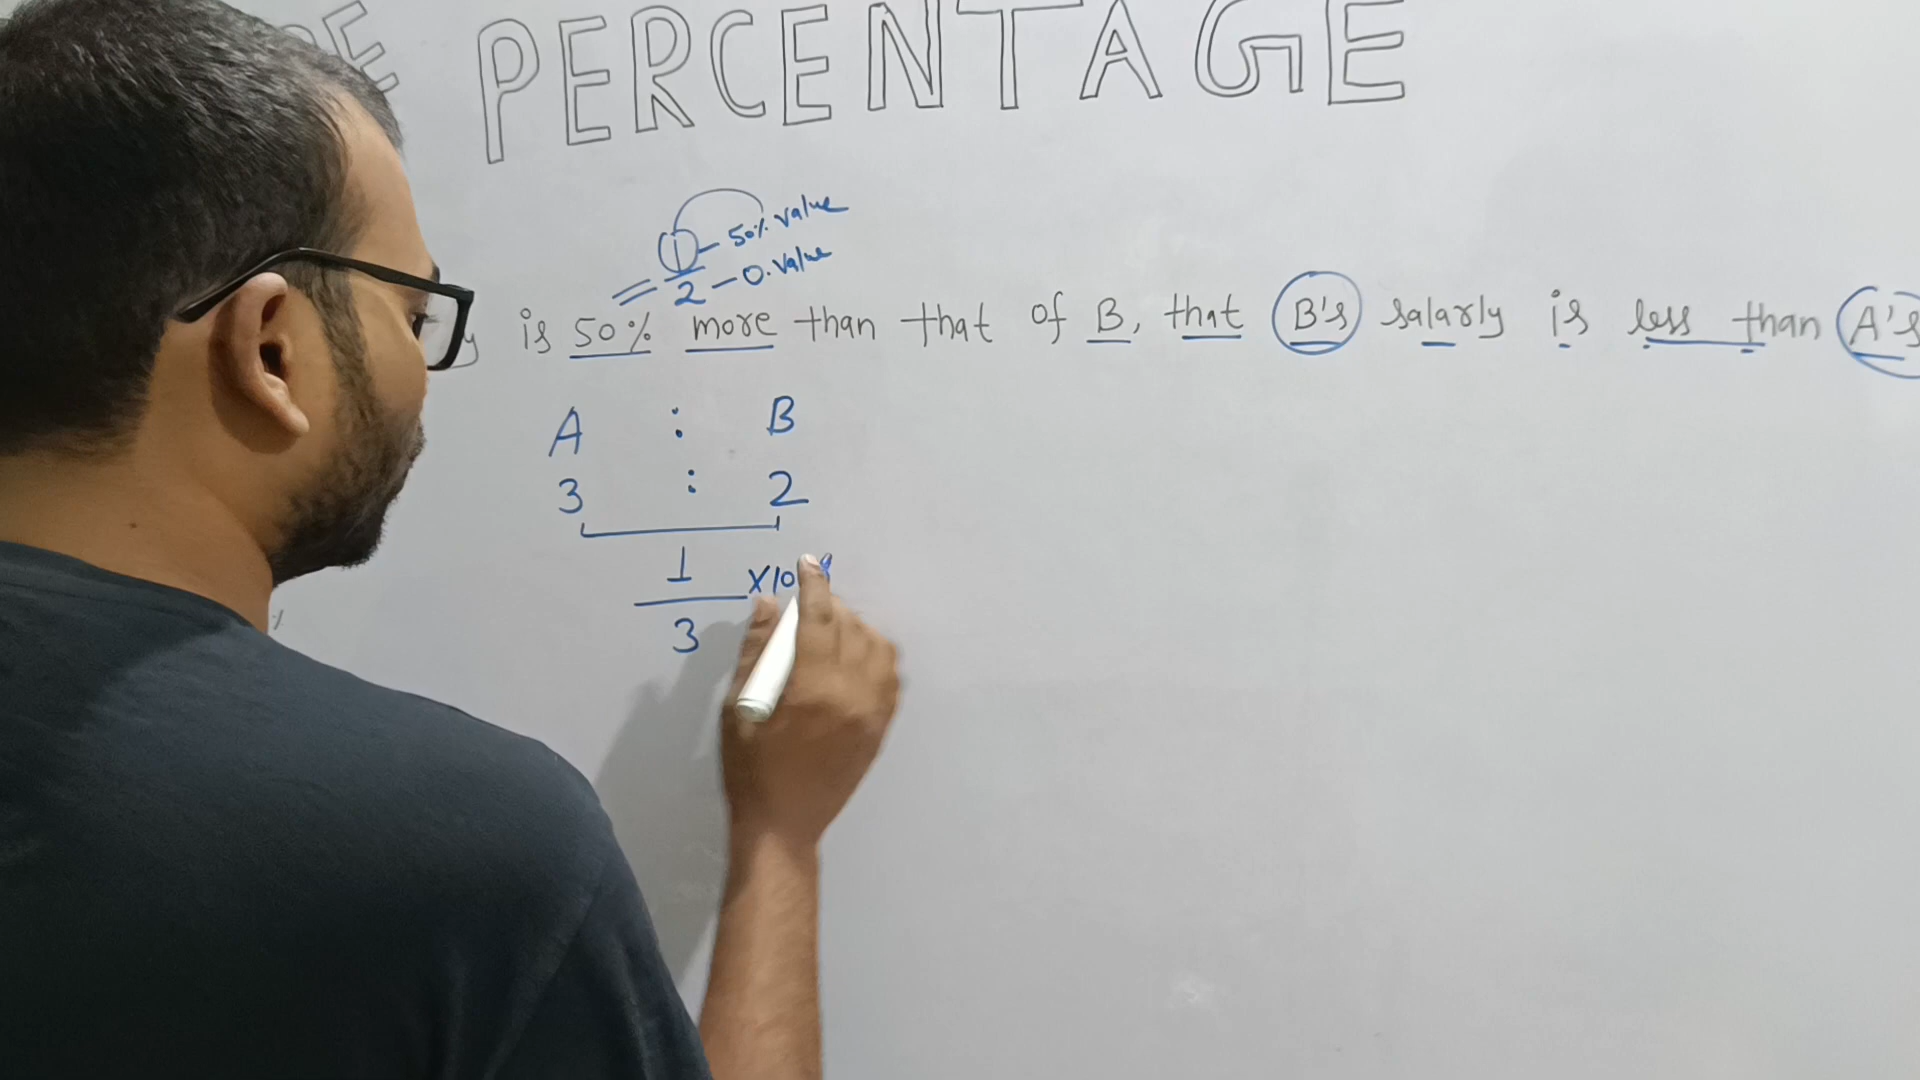 PERCENTAGE
1 - 50% value
= 2 - O. value
y is 50% more than that of B, that B's salarly is less than A's
A : B
3 : 2
1 X10
3